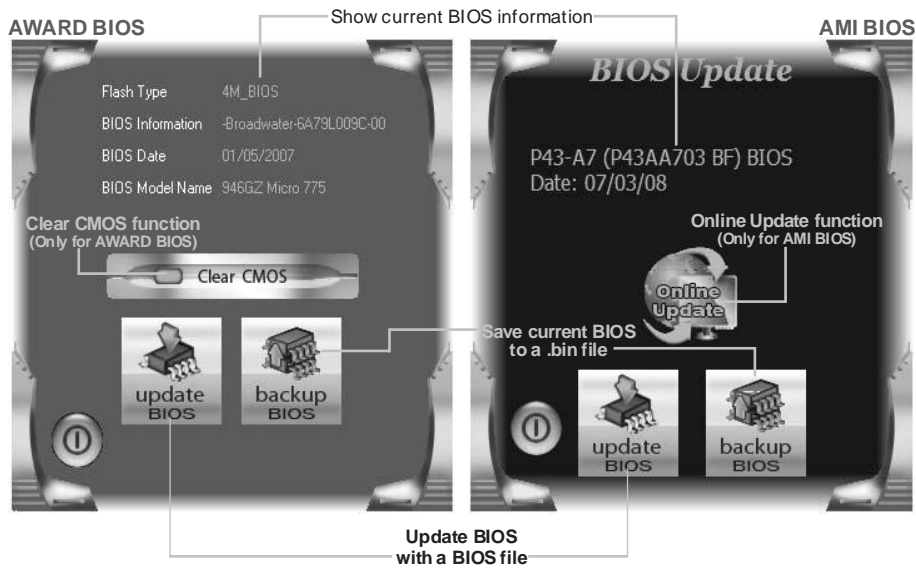 Show current BIOS information
AWARD BIOS
AMI BIOS
Flash Type 4M_BIOS
BIOS Information -Broadwater-6A79L009C-00
BIOS Date 01/05/2007
BIOS Model Name 946GZ Micro 775
Clear CMOS function
(Only for AWARD BIOS)
Clear CMOS
update
BIOS
backup
BIOS
BIOS Update
P43-A7 (P43AA703 BF) BIOS
Date: 07/03/08
Online Update function
(Only for AMI BIOS)
Online
Update
Save current BIOS
to a .bin file
update
BIOS
backup
BIOS
Update BIOS
with a BIOS file